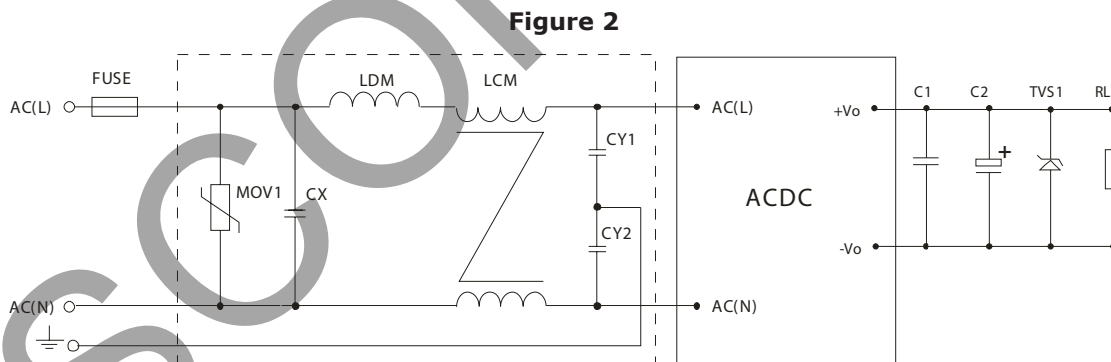 Figure 2
FUSE
LDM
LCM
C1
C2
TVS1
RL
AC(L)
AC(L)
+Vo
CY1
+
MOV1
CX
ACDC
CY2
-Vo
AC(N)
AC(N)